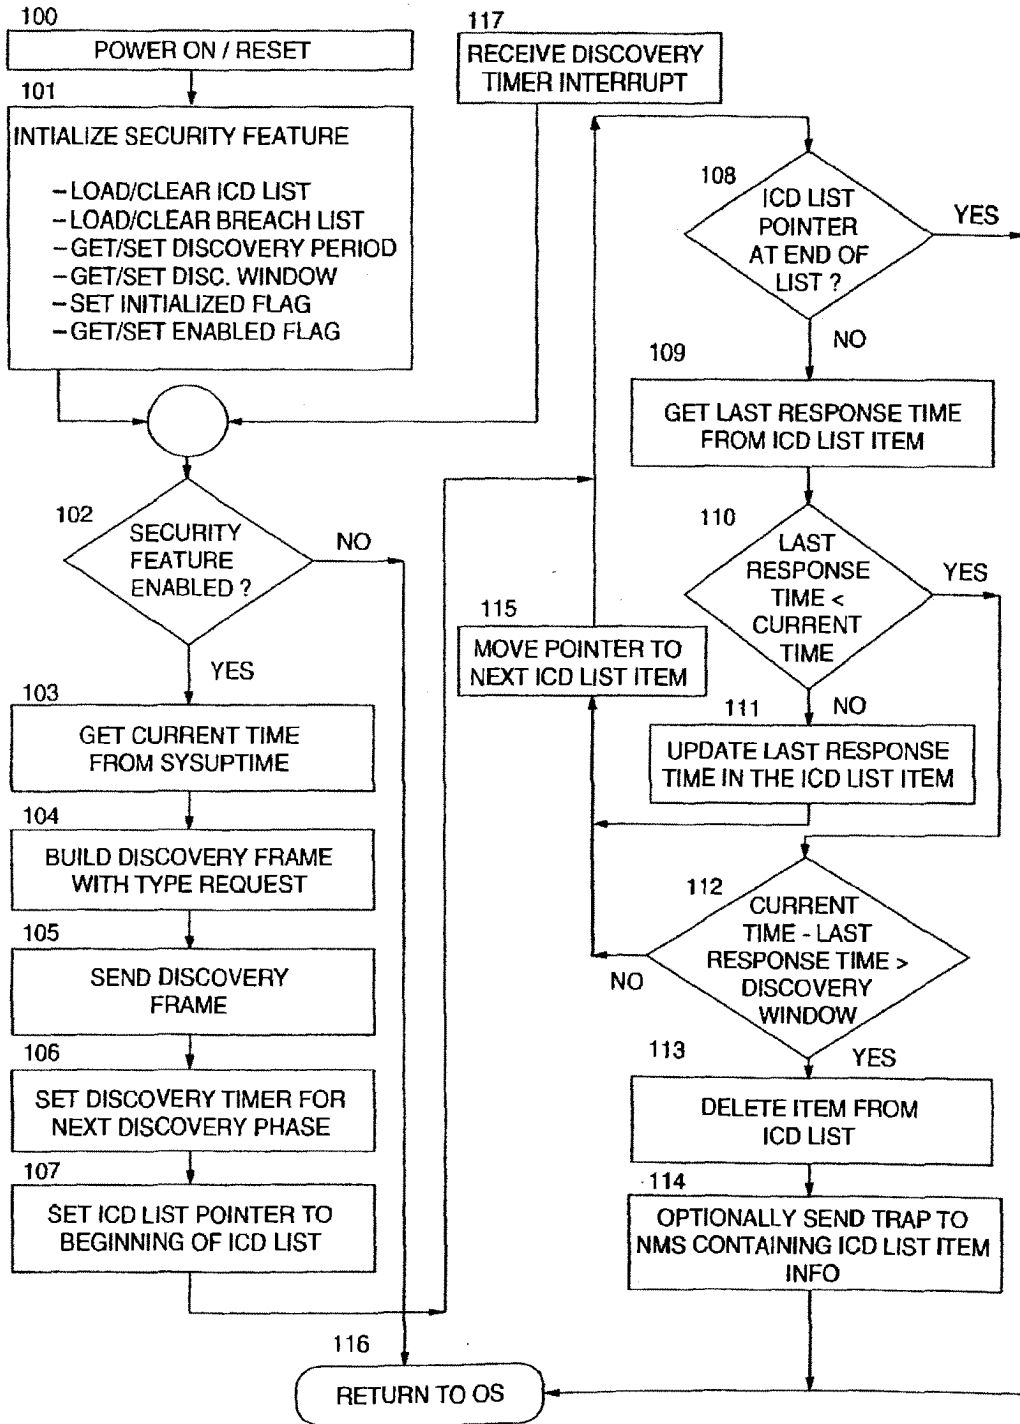 100
POWER ON / RESET
101
INTIALIZE SECURITY FEATURE
–LOAD/CLEAR ICD LIST
–LOAD/CLEAR BREACH LIST
–GET/SET DISCOVERY PERIOD
–GET/SET DISC. WINDOW
–SET INITIALIZED FLAG
–GET/SET ENABLED FLAG
102
SECURITY
FEATURE
ENABLED ?
NO
YES
103
GET CURRENT TIME
FROM SYSUPTIME
104
BUILD DISCOVERY FRAME
WITH TYPE REQUEST
105
SEND DISCOVERY
FRAME
106
SET DISCOVERY TIMER FOR
NEXT DISCOVERY PHASE
107
SET ICD LIST POINTER TO
BEGINNING OF ICD LIST
116
RETURN TO OS
117
RECEIVE DISCOVERY
TIMER INTERRUPT
108
ICD LIST
POINTER
AT END OF
LIST ?
YES
NO
109
GET LAST RESPONSE TIME
FROM ICD LIST ITEM
110
LAST
RESPONSE
TIME <
CURRENT
TIME
YES
NO
115
MOVE POINTER TO
NEXT ICD LIST ITEM
111
UPDATE LAST RESPONSE
TIME IN THE ICD LIST ITEM
112
CURRENT
TIME - LAST
RESPONSE TIME >
DISCOVERY
WINDOW
NO
YES
113
DELETE ITEM FROM
ICD LIST
114
OPTIONALLY SEND TRAP TO
NMS CONTAINING ICD LIST ITEM
INFO